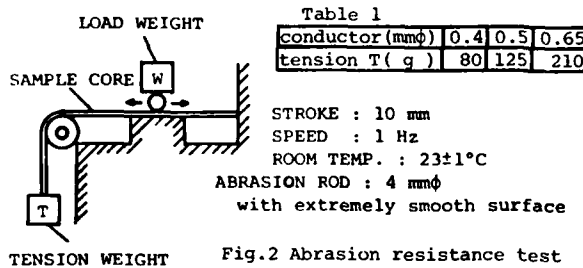 LOAD WEIGHT
W
SAMPLE CORE
T
TENSION WEIGHT
Table 1
conductor(mmϕ) 0.4 0.5 0.65
tension T( g ) 80 125 210
STROKE : 10 mm
SPEED : 1 Hz
ROOM TEMP. : 23±1°C
ABRASION ROD : 4 mmϕ
with extremely smooth surface
Fig.2 Abrasion resistance test